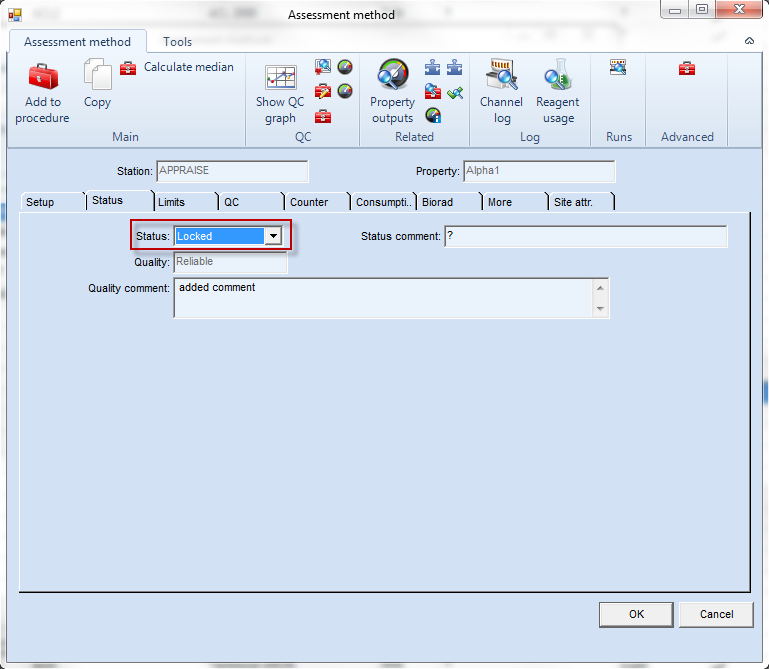 Assessment method
Assessment method Tools
Add to procedure
Copy
Calculate median
Main
Show QC graph
QC
Property outputs
Related
Channel log
Reagent usage
Log
Runs
Advanced
Station: APPRAISE Property: Alpha1
Setup Status Limits QC Counter Consumpti.. Biorad More Site attr.
Status: Locked Status comment: ?
Quality: Reliable
Quality comment: added comment
OK Cancel